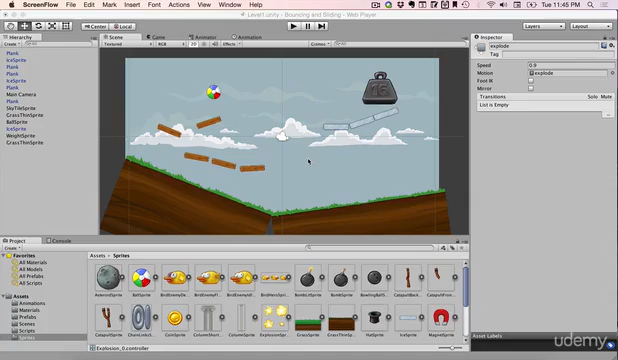 ScreenFlow File Edit Mark Insert Font Actions Arrange Window Help
Tue 11:45 PM
Level1.unity - Bouncing and Sliding - Web Player
Center Local
Layers Layout
Hierarchy
Create
Plank
IceSprite
Plank
Plank
IceSprite
Plank
Main Camera
Plank
SkyTileSprite
GrassThinSprite
BallSprite
IceSprite
WeightSprite
GrassThinSprite
Scene Game Animator Animation
Textured RGB 2D Effects Gizmos
16
Inspector
explode
Tag
Speed 0.9
Motion explode
Foot IK
Mirror
Transitions Solo Mute
List is Empty
Project Console
Create
Favorites
All Materials
All Models
All Prefabs
All Scripts
Assets
Animations
Materials
Prefabs
Scenes
Scripts
Sprites
Assets Sprites
AsteroidSprite BallSprite
CatapultSprite CoinSprite ColumnSprite GrassSprite HatSprite IceSprite MagnetSprite
BombSprite
Explosion_0.controller
Asset Labels
udemy